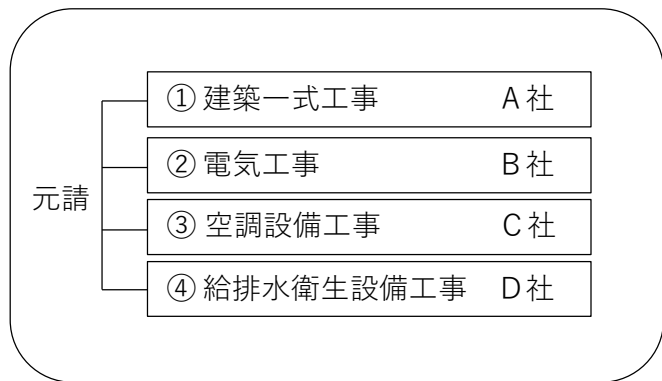 ① 建築一式工事 A社
② 電気工事 B社
元請
③ 空調設備工事 C社
④ 給排水衛生設備工事 D社